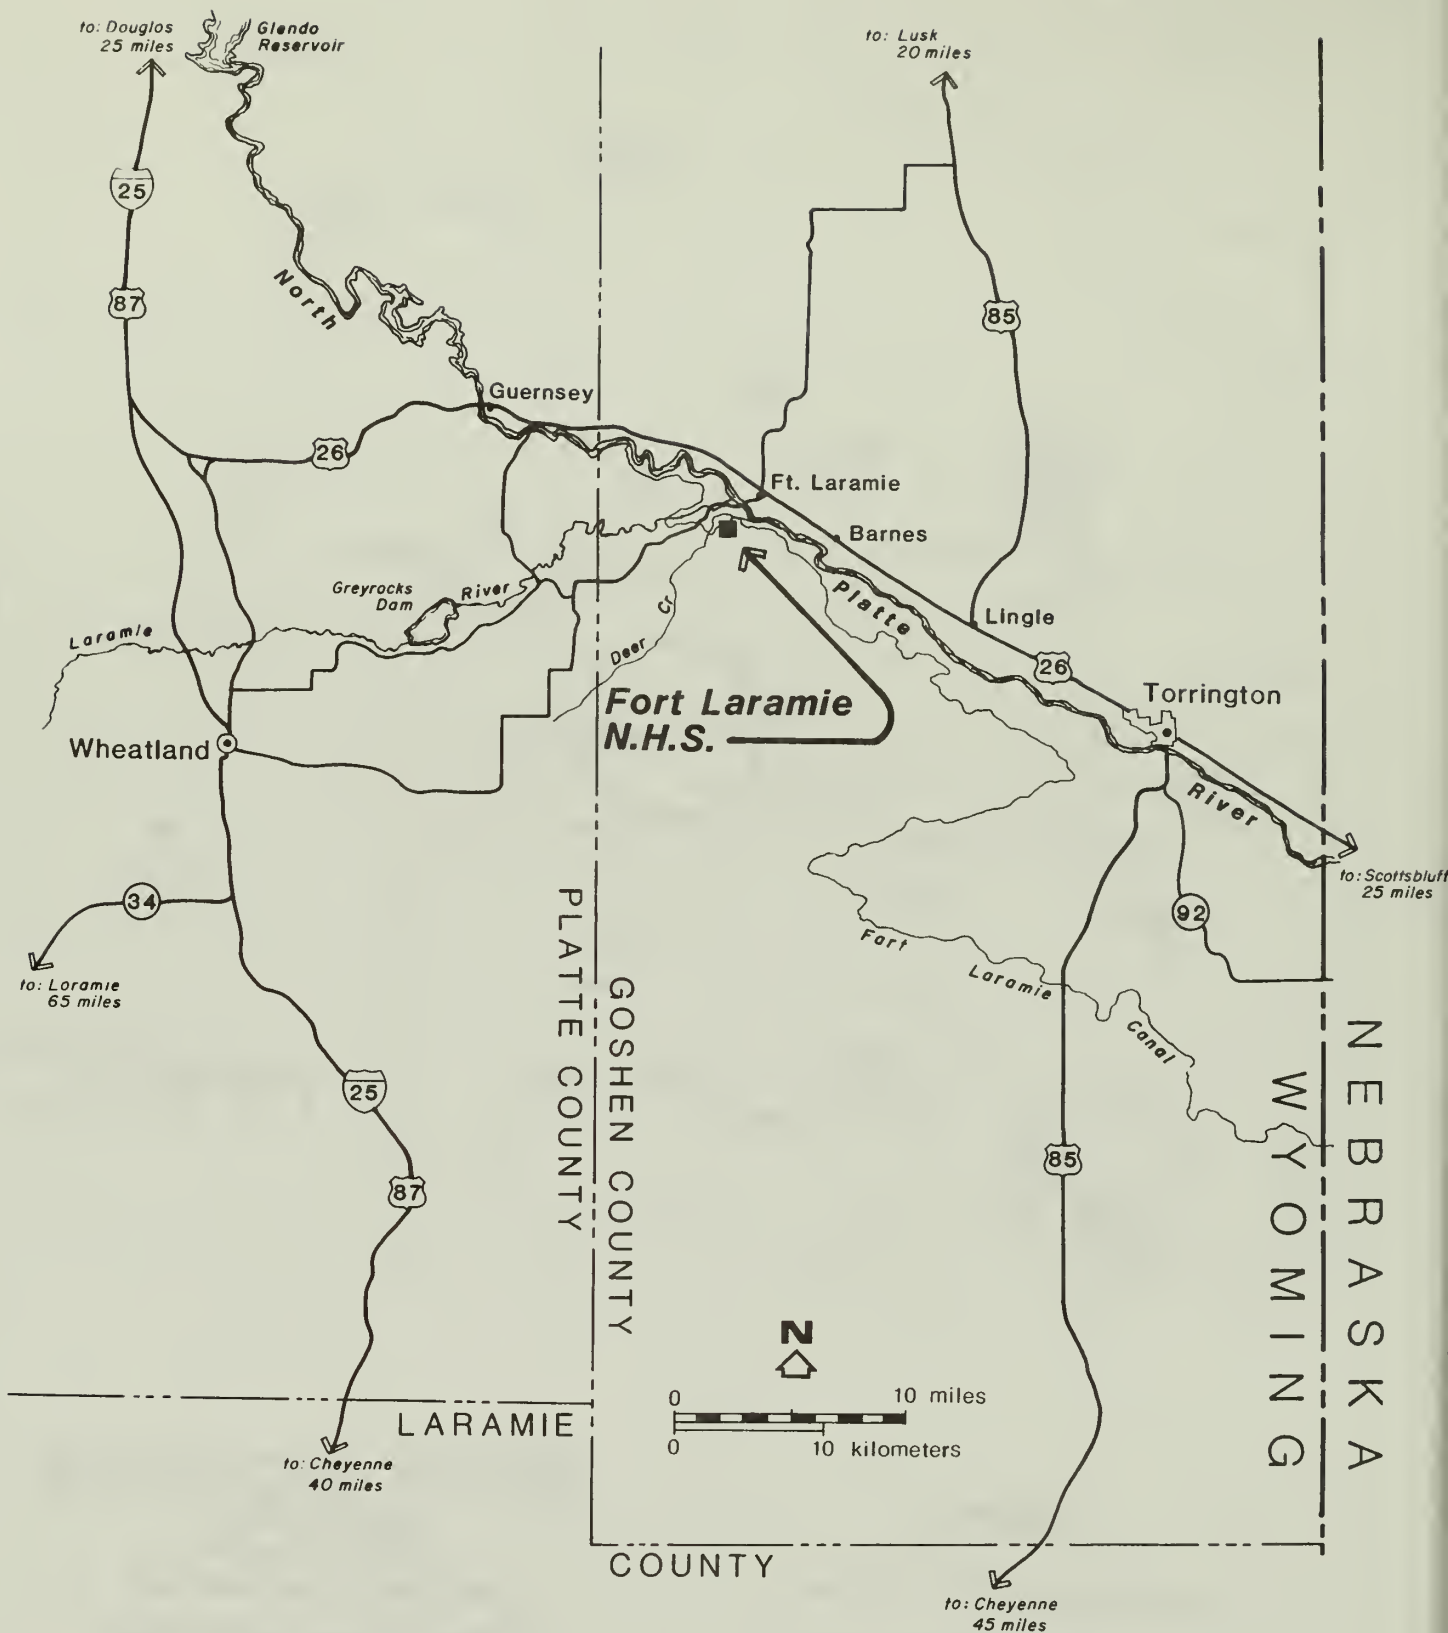 to: Douglos
25 miles
Glendo
Reservoir
to: Lusk
20 miles
25
87
North
85
Guernsey
26
Ft. Laramie
Barnes
Greyrocks
Dam
River
Laramie
Deer Cr
Platte
Lingle
26
Fort Laramie
N.H.S.
Torrington
Wheatland
River
to: Scottsbluff
25 miles
34
92
Fart Laramie Canal
to: Loramie
65 miles
PLATTE COUNTY
GOSHEN COUNTY
NEBRASKA
WYOMING
25
85
87
N
0 10 miles
0 10 kilometers
LARAMIE
COUNTY
to: Cheyenne
40 miles
to: Cheyenne
45 miles